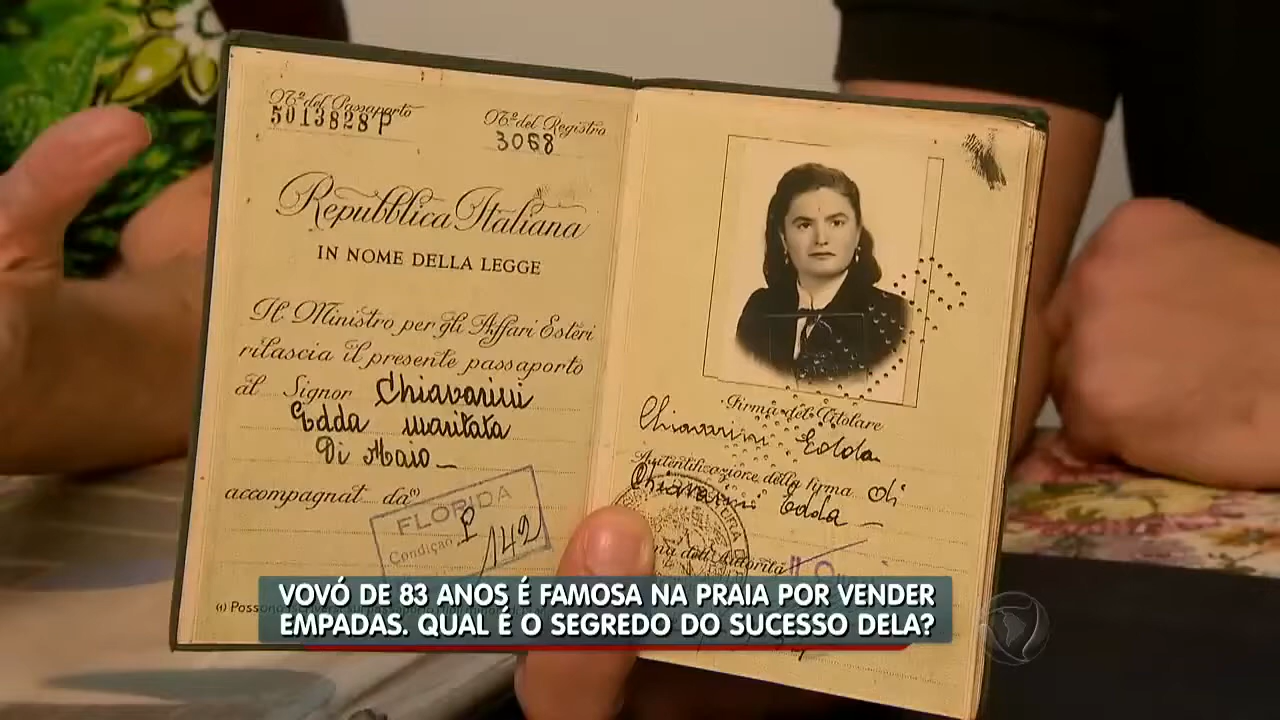 N.º del Passaporto
5013828 P
N.º del Registro
3068
Repubblica Italiana
IN NOME DELLA LEGGE
Il Ministro per gli Affari Esteri
rilascia il presente passaporto
al Signor Chiavarini
Edda maritata
Di Maio
accompagnat da (1)
FLORIDA
Condição P
142
Firma del Titolare
Chiavarini Edda
Autentificazione della firma di
Chiavarini Edda
dell'Autorità
VOVÓ DE 83 ANOS É FAMOSA NA PRAIA POR VENDER
EMPADAS. QUAL É O SEGREDO DO SUCESSO DELA?